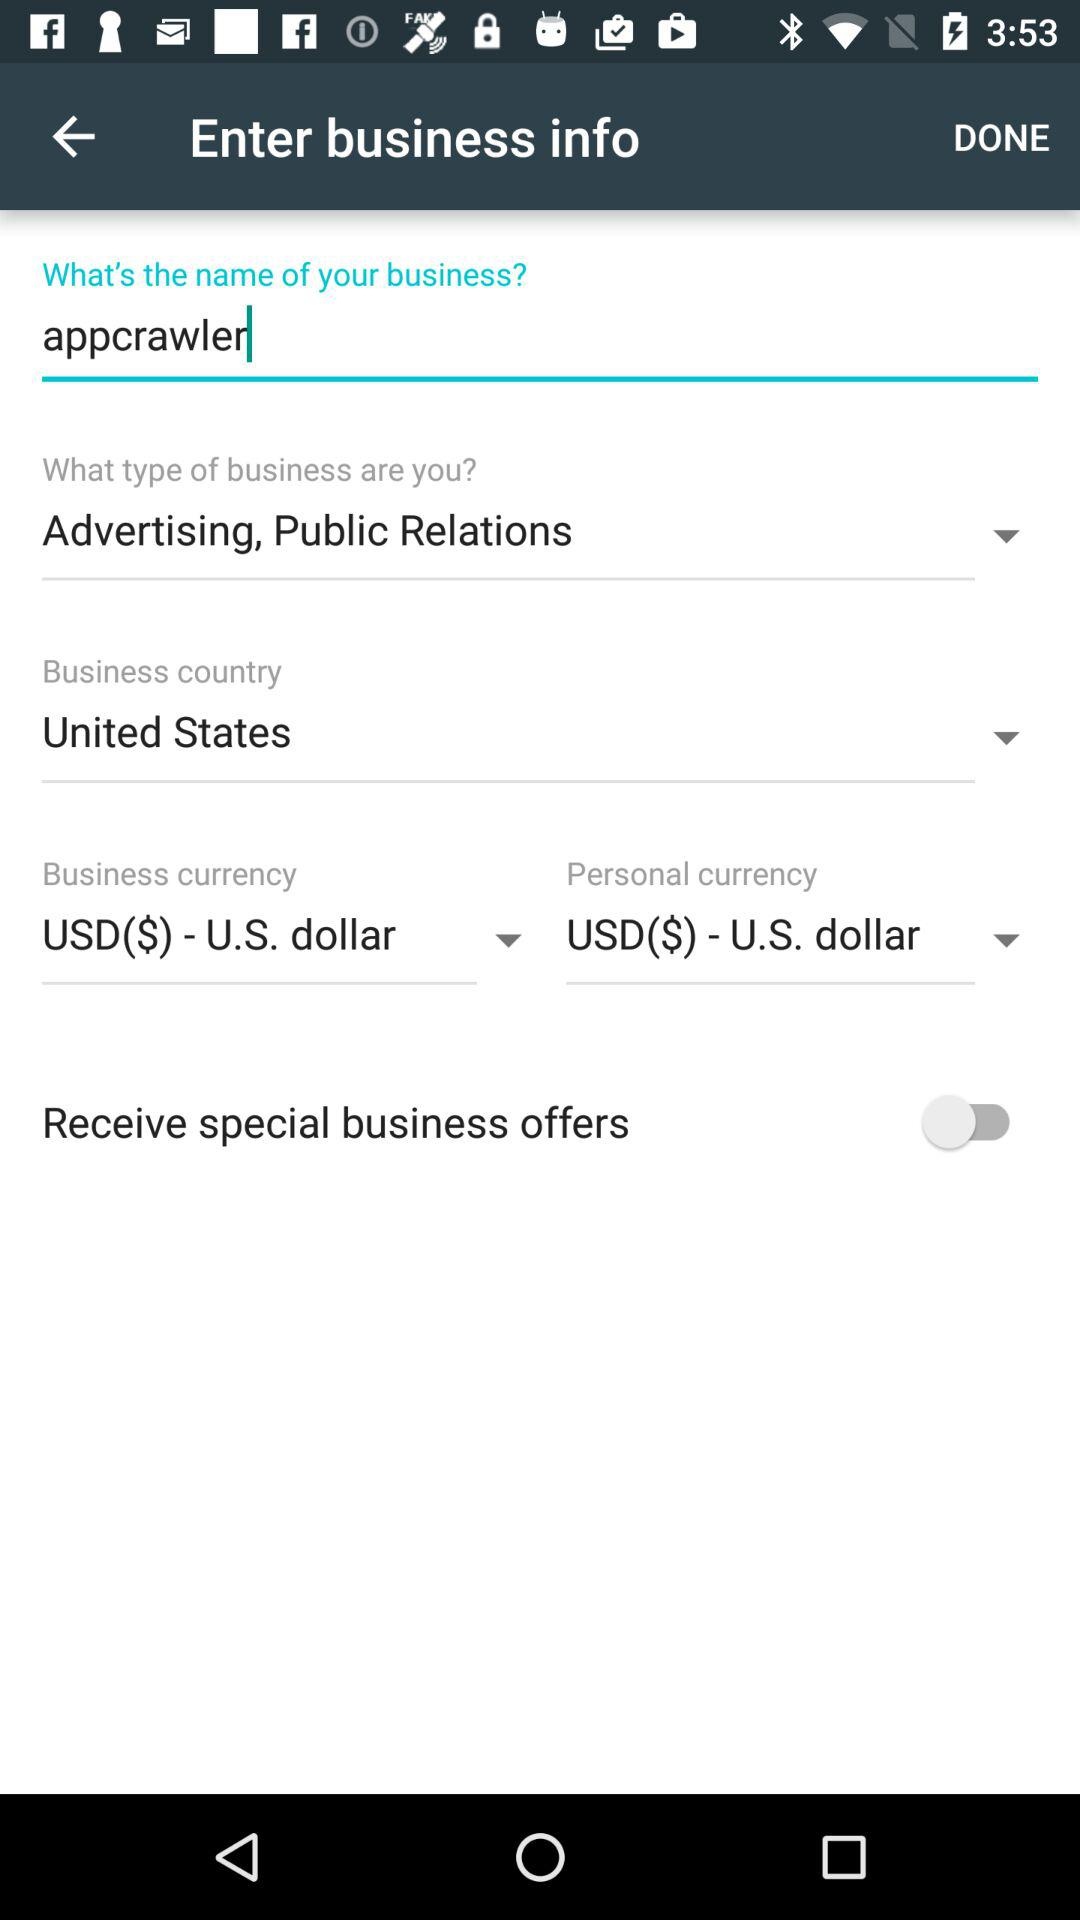 FAKE
3:53
Enter business info
DONE
What's the name of your business?
appcrawler
What type of business are you?
Advertising, Public Relations
Business country
United States
Business currency
Personal currency
USD($) - U.S. dollar
USD($) - U.S. dollar
Receive special business offers